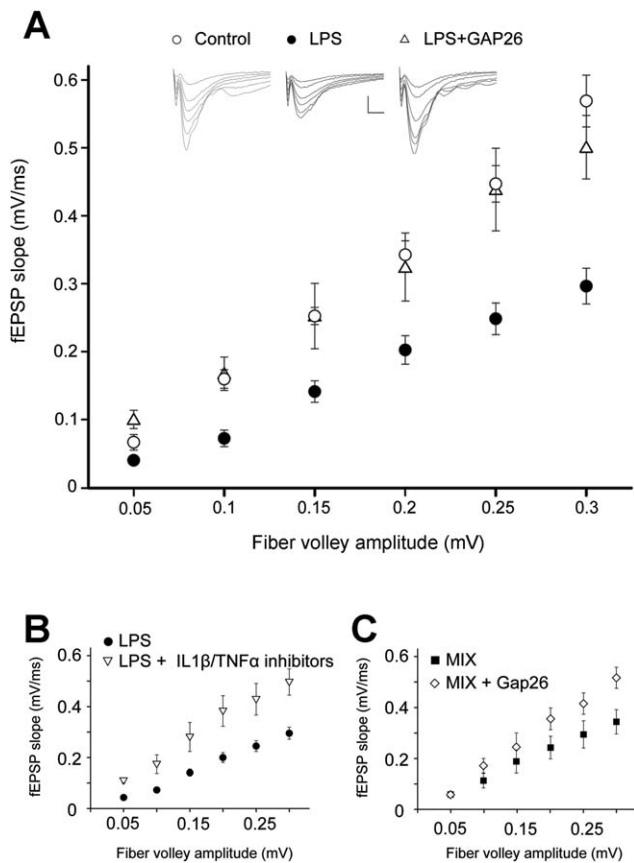 A
Control
LPS
LPS+GAP26
0.6
0.5
0.4
0.3
0.2
0.1
0
fEPSP slope (mV/ms)
0.05 0.1 0.15 0.2 0.25 0.3
Fiber volley amplitude (mV)
B
LPS
LPS + IL1β/TNFα inhibitors
0.6
0.4
0.2
0
fEPSP slope (mV/ms)
0.05 0.15 0.25
Fiber volley amplitude (mV)
C
MIX
MIX + Gap26
0.6
0.4
0.2
0
fEPSP slope (mV/ms)
0.05 0.15 0.25
Fiber volley amplitude (mV)